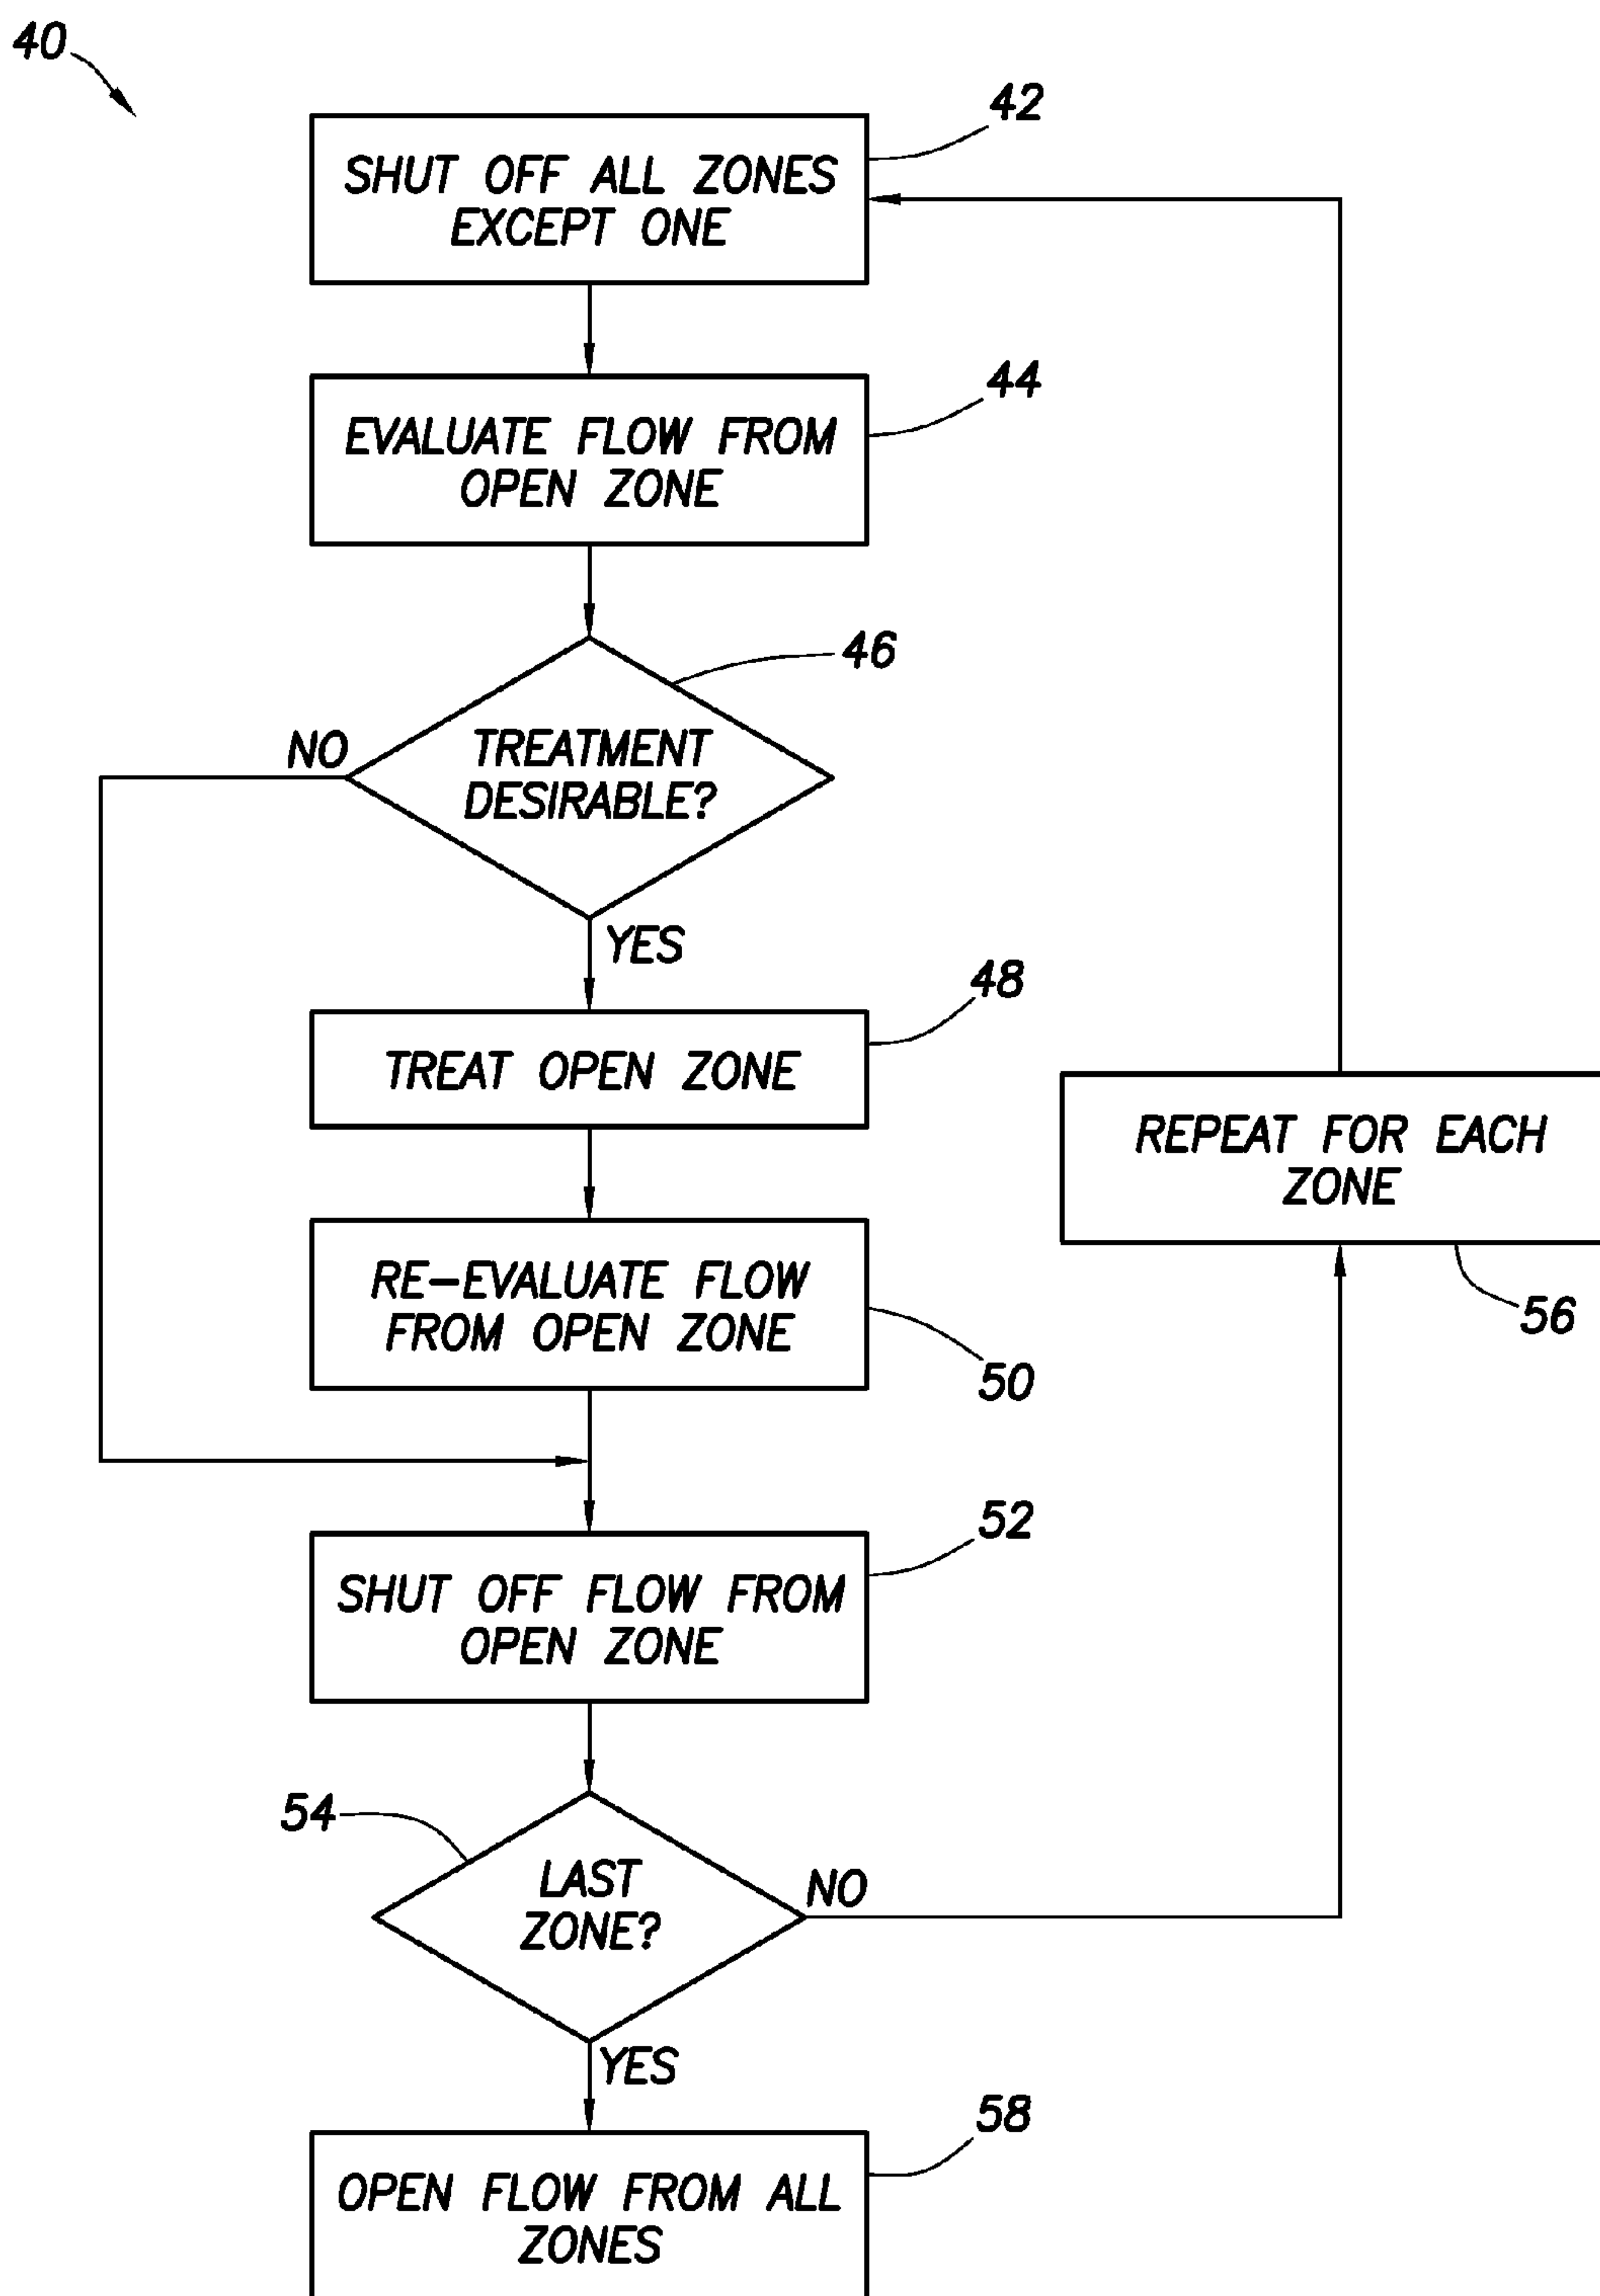 40
42
SHUT OFF ALL ZONES
EXCEPT ONE
44
EVALUATE FLOW FROM
OPEN ZONE
46
NO
TREATMENT
DESIRABLE?
YES
48
TREAT OPEN ZONE
REPEAT FOR EACH
ZONE
56
RE-EVALUATE FLOW
FROM OPEN ZONE
50
52
SHUT OFF FLOW FROM
OPEN ZONE
54
LAST
ZONE?
NO
YES
58
OPEN FLOW FROM ALL
ZONES